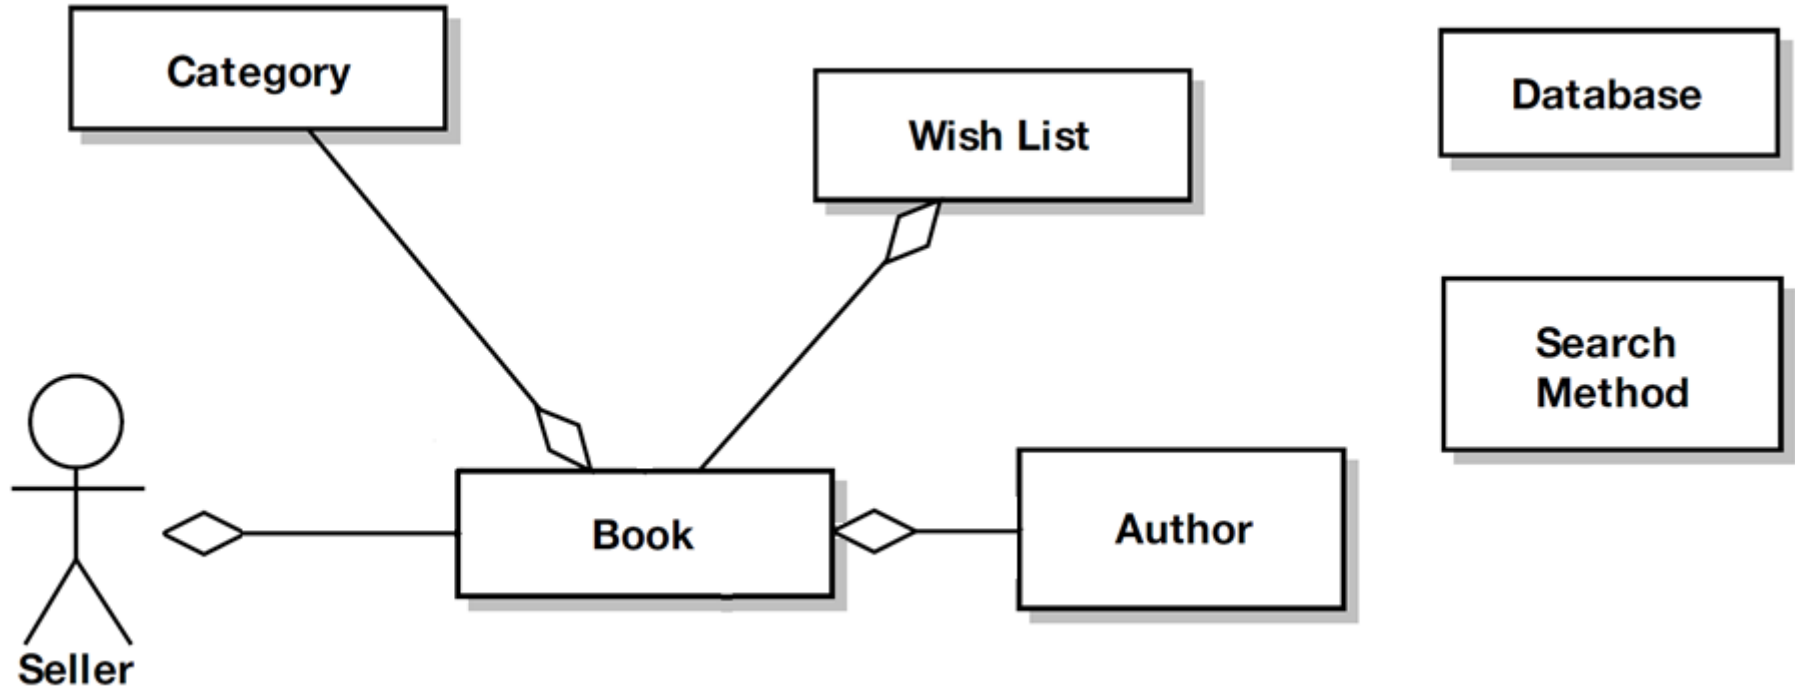 Category
Wish List
Database
Search
Method
Book
Author
Seller